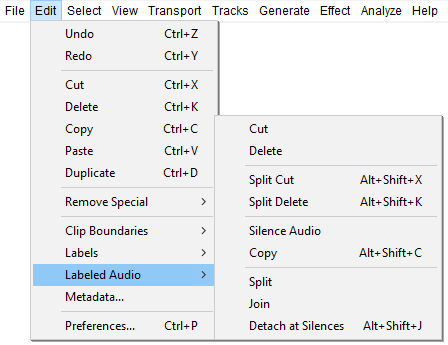 File Edit Select View Transport Tracks Generate Effect Analyze Help
Undo Ctrl+Z
Redo Ctrl+Y
Cut Ctrl+X
Delete Ctrl+K
Copy Ctrl+C
Paste Ctrl+V
Duplicate Ctrl+D
Remove Special >
Clip Boundaries >
Labels >
Labeled Audio >
Metadata...
Preferences... Ctrl+P
Cut
Delete
Split Cut Alt+Shift+X
Split Delete Alt+Shift+K
Silence Audio
Copy Alt+Shift+C
Split
Join
Detach at Silences Alt+Shift+J